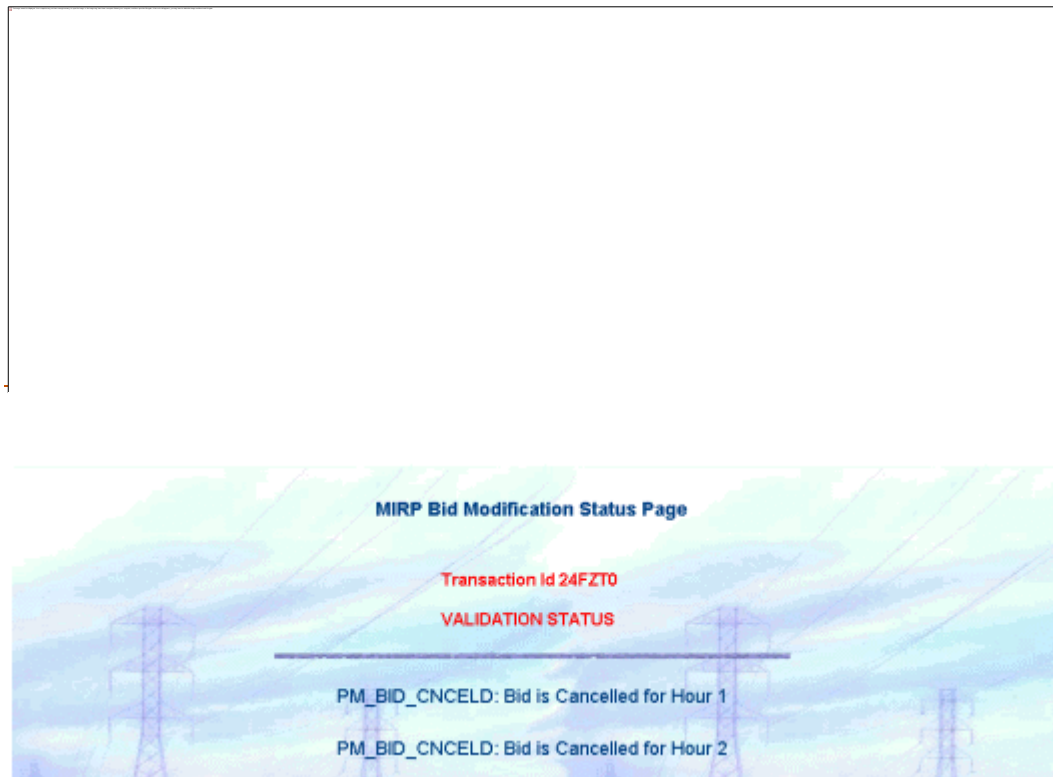 MIRP Bid Modification Status Page
Transaction Id 24FZT0
VALIDATION STATUS
PM_BID_CNCELD: Bid is Cancelled for Hour 1
PM_BID_CNCELD: Bid is Cancelled for Hour 2